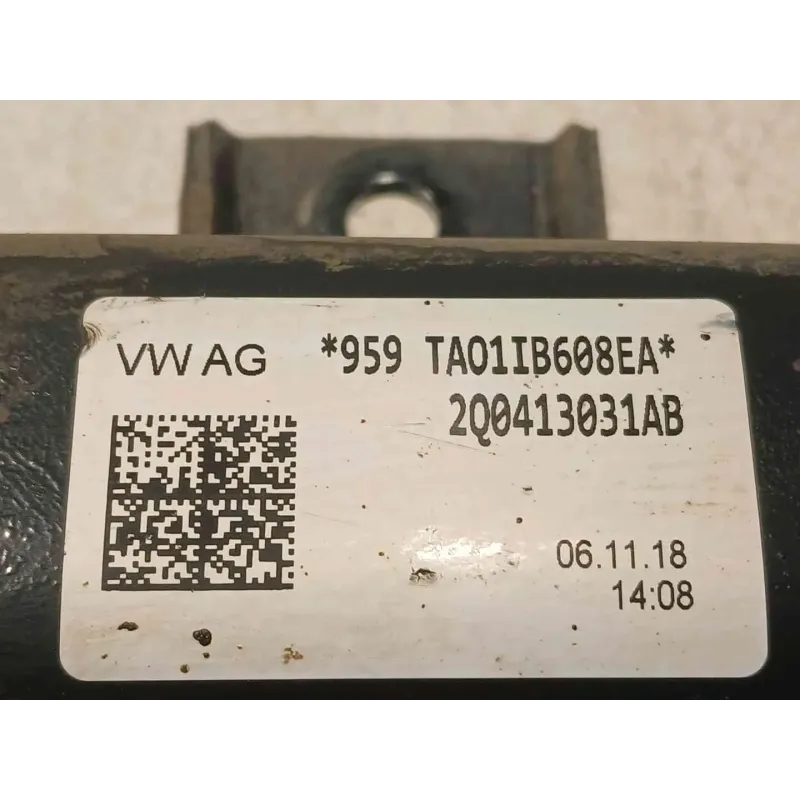 VW AG *959 TA01IB608EA*
2Q0413031AB
06.11.18
14:08